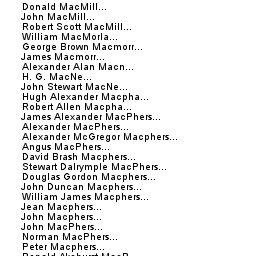 Donald MacMill...
John MacMill...
Robert Scott MacMill...
William MacMorla...
George Brown Macmorr...
James Macmorr...
Alexander Alan Macn...
H. G. MacNe...
John Stewart MacNe...
Hugh Alexander Macpha...
Robert Allen Macpha...
James Alexander MacPhers...
Alexander MacPhers...
Alexander McGregor Macphers...
Angus MacPhers...
David Brash Macphers...
Stewart Dalrymple MacPhers...
Douglas Gordon Macphers...
John Duncan Macphers...
William James Macphers...
Jean Macphers...
John Macphers...
John MacPhers...
Norman MacPhers...
Peter Macphers...